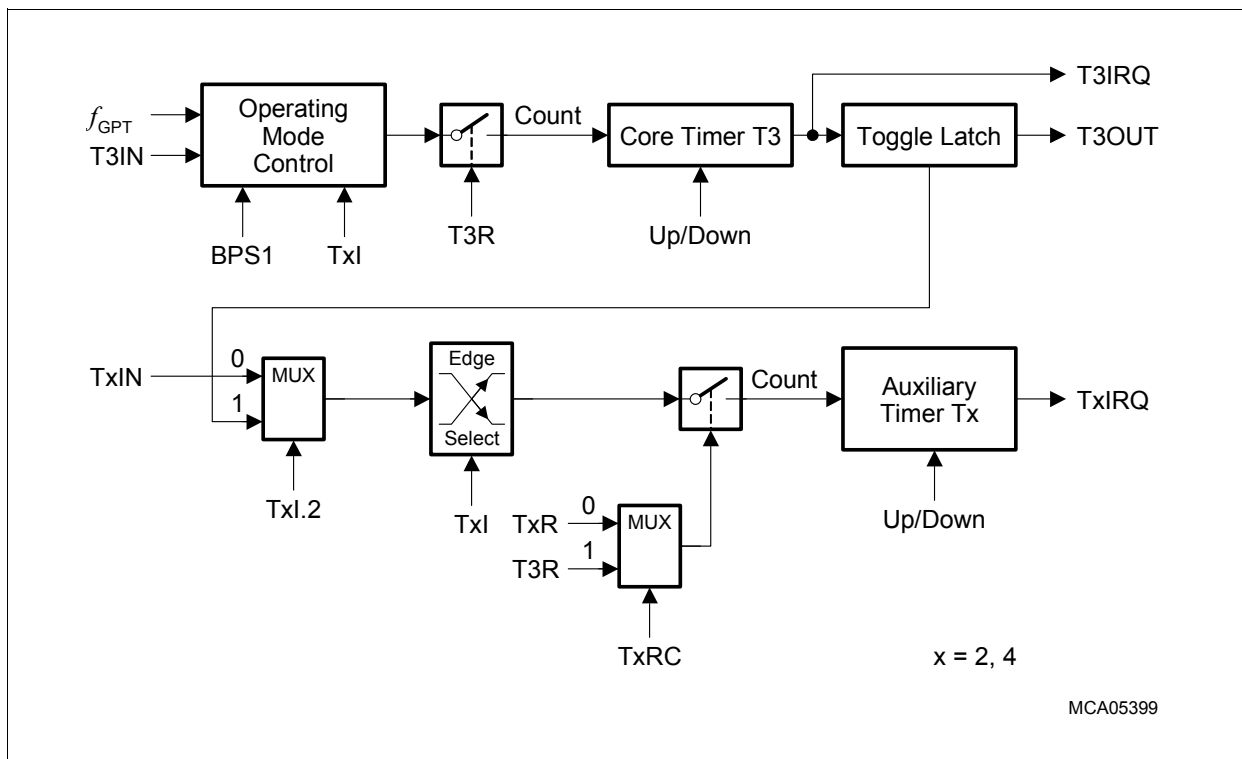 T3IRQ
f GPT
Operating
Mode
Control
Count
Core Timer T3
Toggle Latch
T3OUT
T3IN
BPS1
TxI
T3R
Up/Down
TxIN
0
1
MUX
Edge
Select
Count
Auxiliary
Timer Tx
TxIRQ
TxI.2
TxI
TxR
0
T3R
1
MUX
Up/Down
TxRC
x = 2, 4
MCA05399